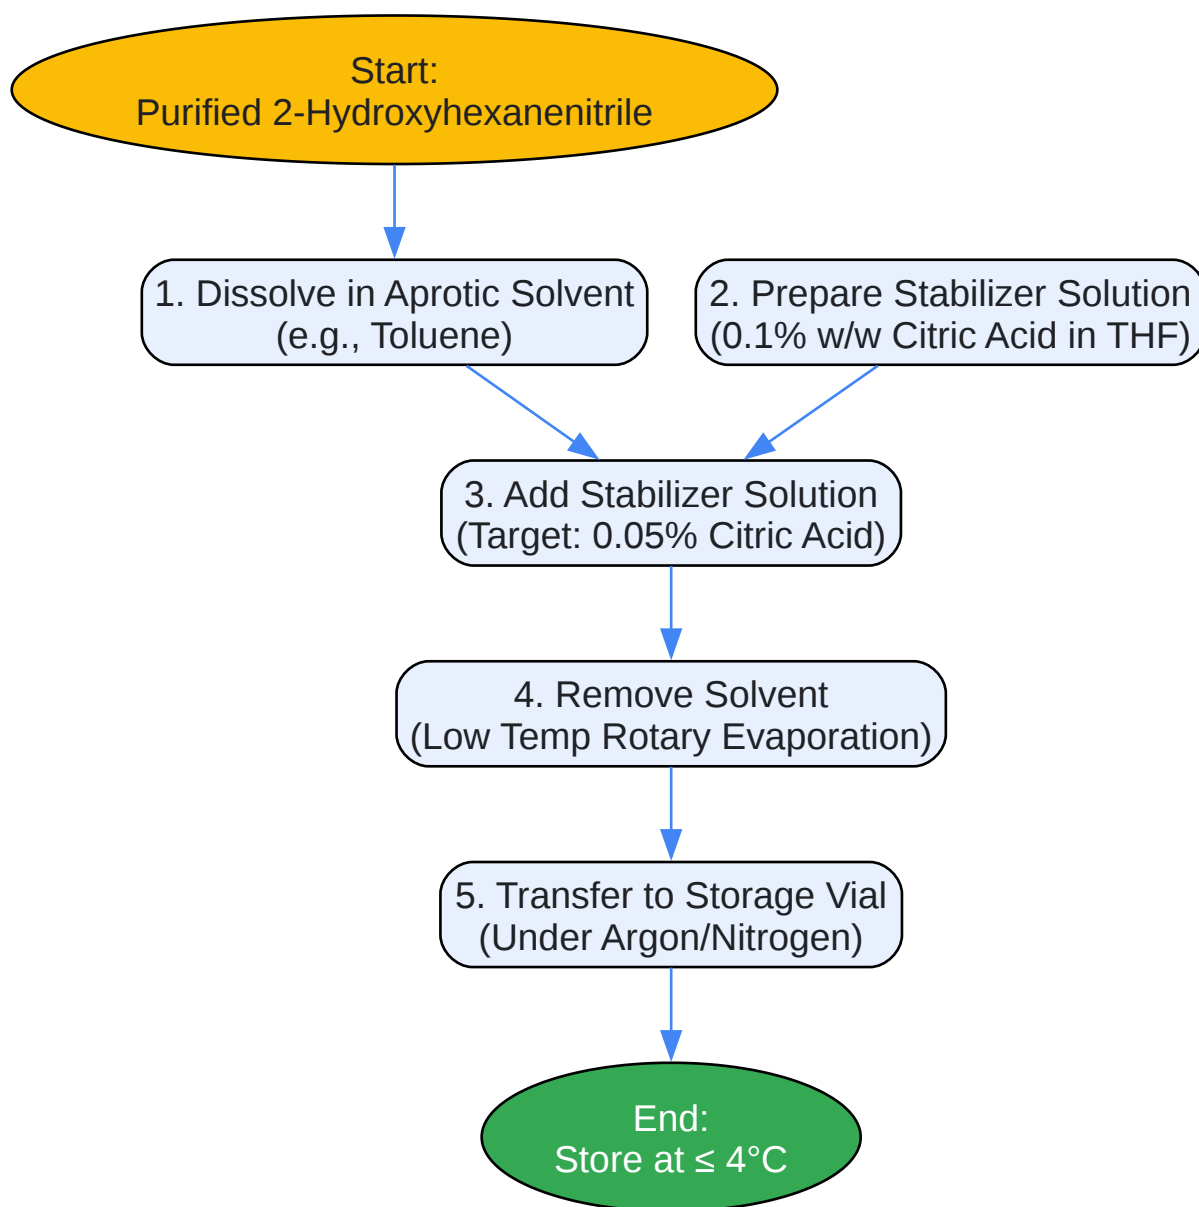 Start:
Purified 2-Hydroxyhexanenitrile
1. Dissolve in Aprotic Solvent
(e.g., Toluene)
2. Prepare Stabilizer Solution
(0.1% w/w Citric Acid in THF)
3. Add Stabilizer Solution
(Target: 0.05% Citric Acid)
4. Remove Solvent
(Low Temp Rotary Evaporation)
5. Transfer to Storage Vial
(Under Argon/Nitrogen)
End:
Store at ≤ 4°C